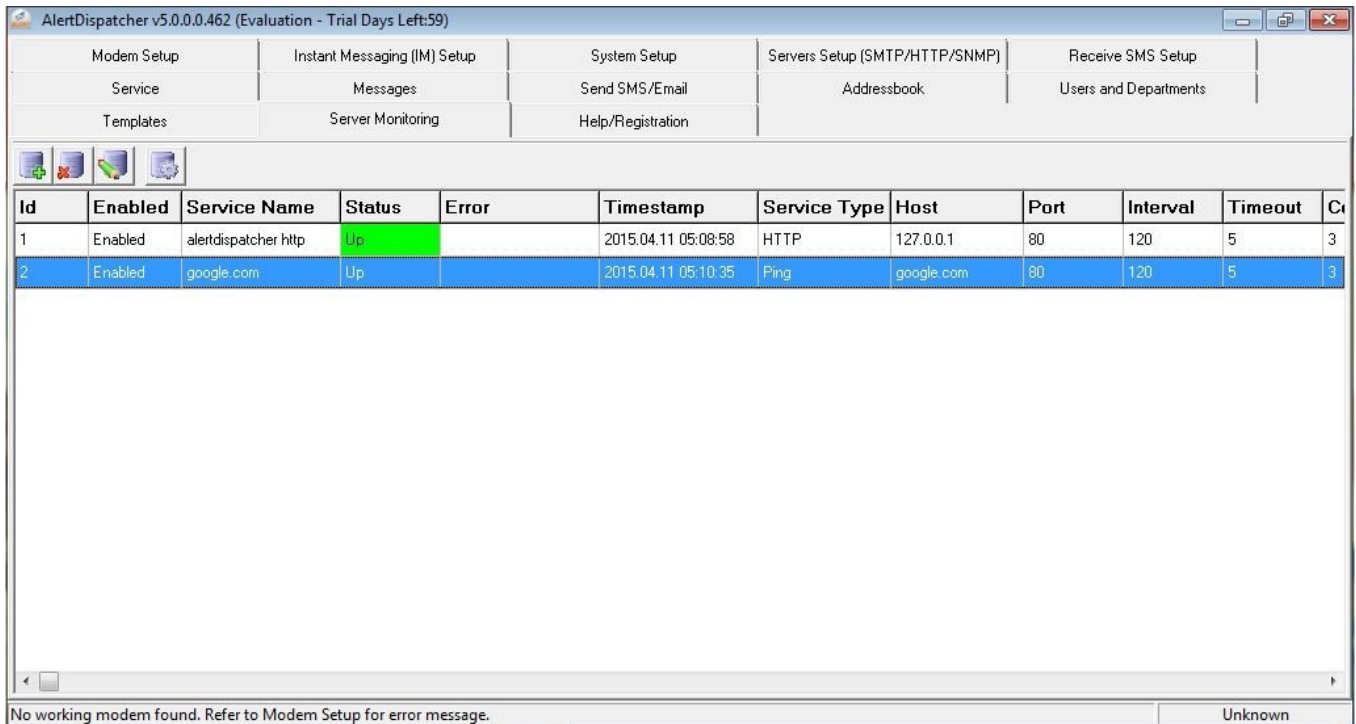 AlertDispatcher v5.0.0.0.462 (Evaluation - Trial Days Left:59)
Modem Setup Instant Messaging (IM) Setup System Setup Servers Setup (SMTP/HTTP/SNMP) Receive SMS Setup
Service Messages Send SMS/Email Addressbook Users and Departments
Templates Server Monitoring Help/Registration
Id Enabled Service Name Status Error Timestamp Service Type Host Port Interval Timeout
1 Enabled alertdispatcher http Up 2015.04.11 05:08:58 HTTP 127.0.0.1 80 120 5 3
2 Enabled google.com Up 2015.04.11 05:10:35 Ping google.com 80 120 5 3
No working modem found. Refer to Modem Setup for error message. Unknown